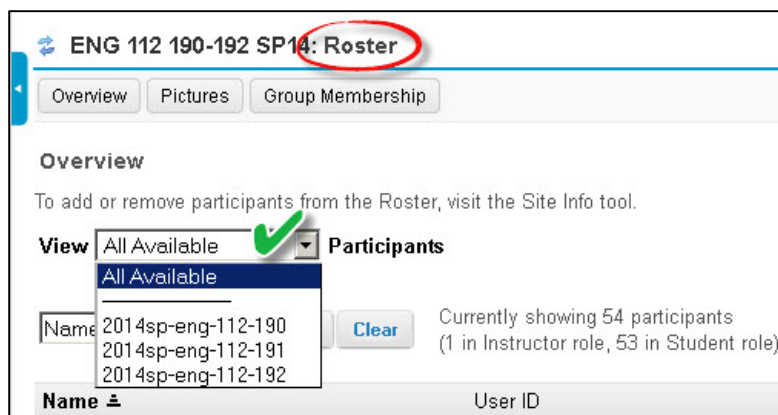 ENG 112 190-192 SP14: Roster
Overview Pictures Group Membership
Overview
To add or remove participants from the Roster, visit the Site Info tool.
View All Available Participants
All Available
2014sp-eng-112-190
2014sp-eng-112-191
2014sp-eng-112-192
Name Clear
Currently showing 54 participants
(1 in Instructor role, 53 in Student role)
Name User ID